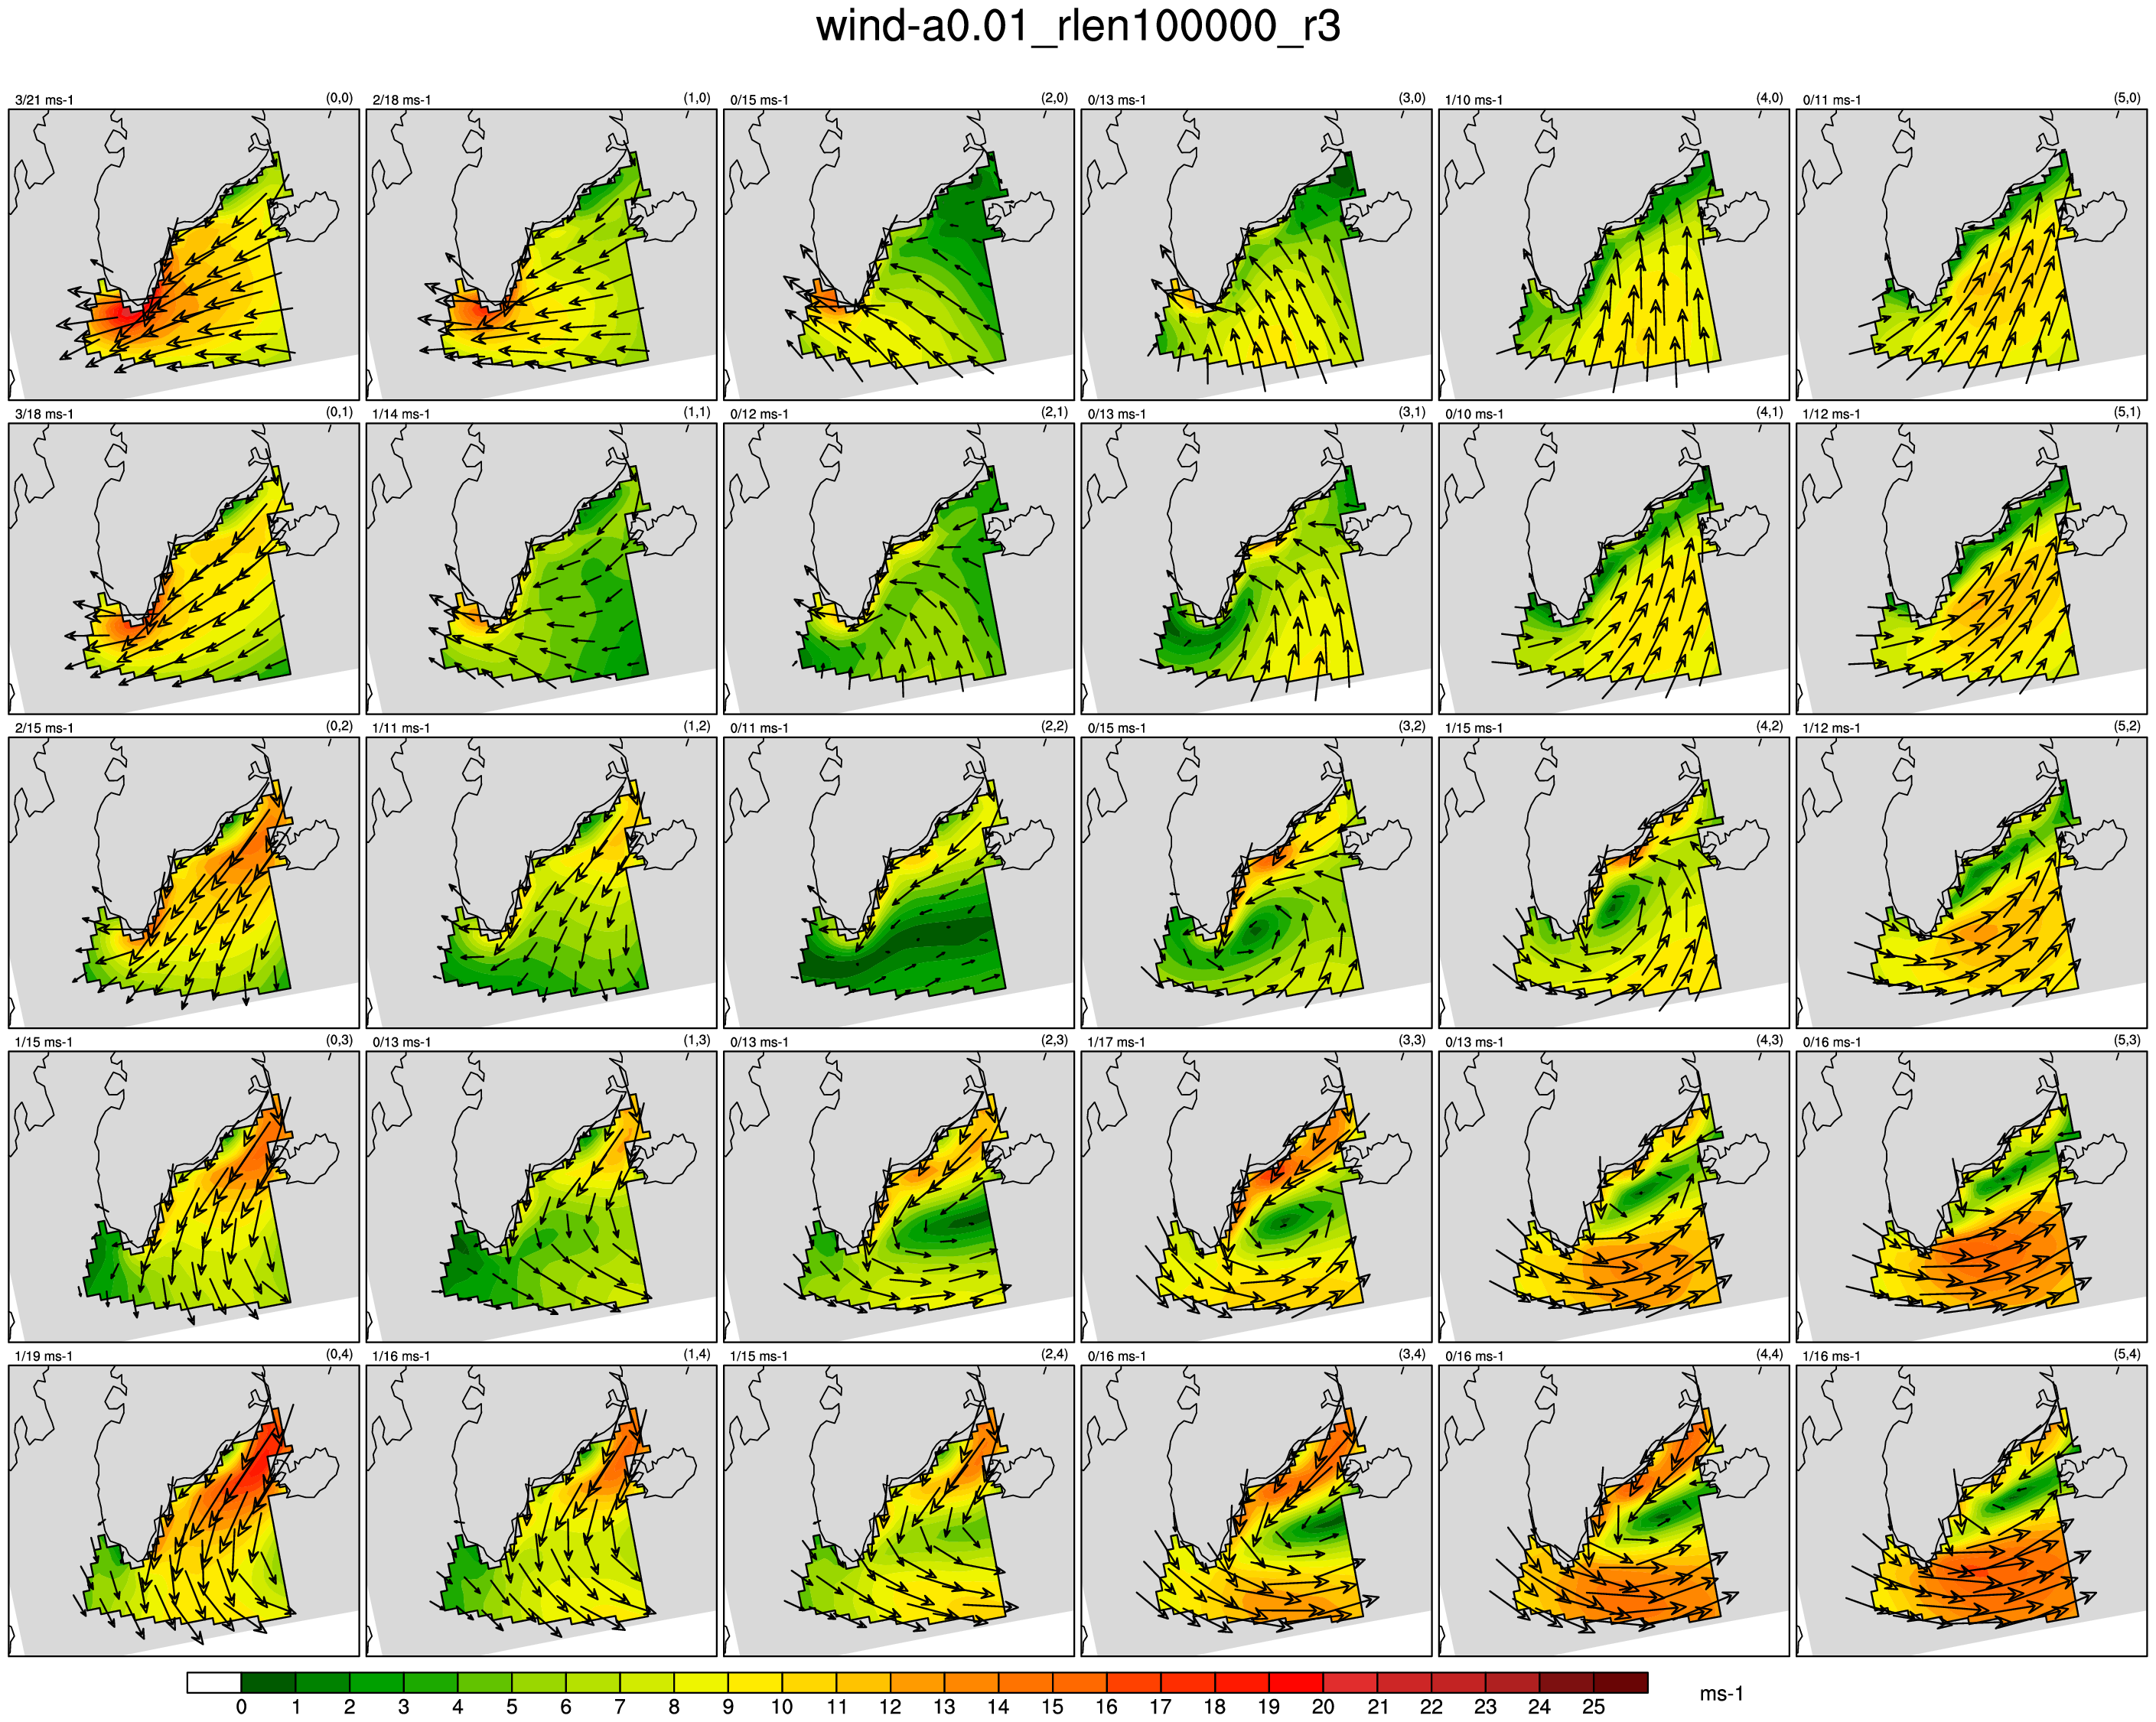 wind-a0.01_rlen100000_r3
3/21 ms-1 (0,0) 2/18 ms-1 (1,0) 0/15 ms-1 (2,0) 0/13 ms-1 (3,0) 1/10 ms-1 (4,0) 0/11 ms-1 (5,0)
3/18 ms-1 (0,1) 1/14 ms-1 (1,1) 0/12 ms-1 (2,1) 0/13 ms-1 (3,1) 0/10 ms-1 (4,1) 1/12 ms-1 (5,1)
2/15 ms-1 (0,2) 1/11 ms-1 (1,2) 0/11 ms-1 (2,2) 0/15 ms-1 (3,2) 1/15 ms-1 (4,2) 1/12 ms-1 (5,2)
1/15 ms-1 (0,3) 0/13 ms-1 (1,3) 0/13 ms-1 (2,3) 1/17 ms-1 (3,3) 0/13 ms-1 (4,3) 0/16 ms-1 (5,3)
1/19 ms-1 (0,4) 1/16 ms-1 (1,4) 1/15 ms-1 (2,4) 0/16 ms-1 (3,4) 0/16 ms-1 (4,4) 1/16 ms-1 (5,4)
0 1 2 3 4 5 6 7 8 9 10 11 12 13 14 15 16 17 18 19 20 21 22 23 24 25 ms-1